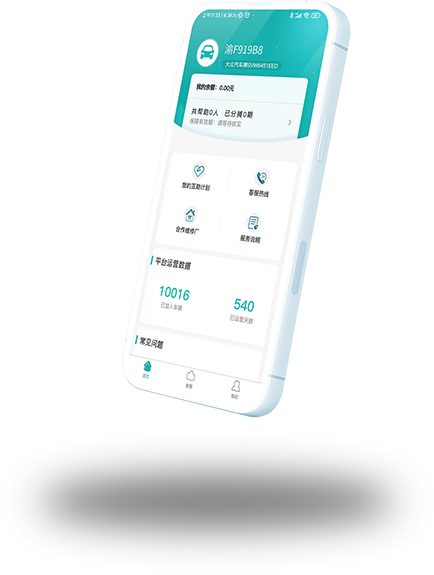 上午11:33 | 4.3K/s
渝F919B8
大众汽车牌SVW6451EED
我的余额：0.00元
共帮助0人 已分摊0期
保障有效期：请等待核实
我的互助计划
客服热线
合作维修厂
服务说明
平台运营数据
10016
540
已加入车辆
已运营天数
常见问题
首页
我的